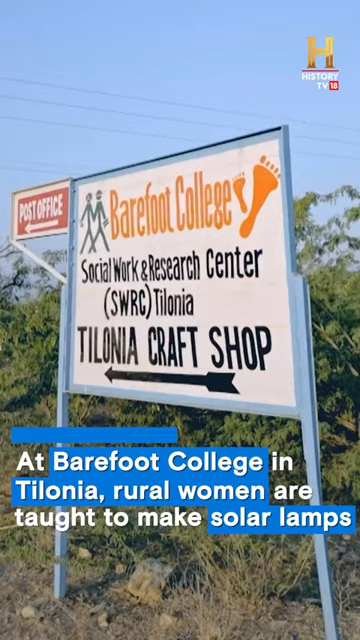 HISTORY
TV18
POST OFFICE
Barefoot College
Social Work & Research Center
(SWRC) Tilonia
TILONIA CRAFT SHOP
At Barefoot College in
Tilonia, rural women are
taught to make solar lamps